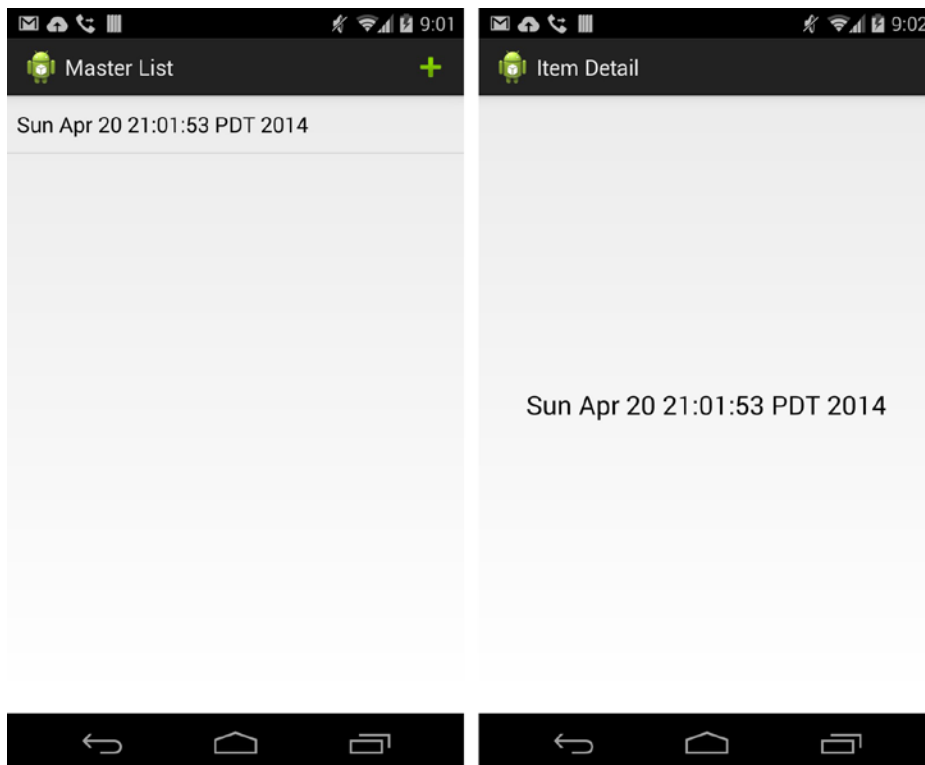 9:01
Master List
Sun Apr 20 21:01:53 PDT 2014
9:02
Item Detail
Sun Apr 20 21:01:53 PDT 2014